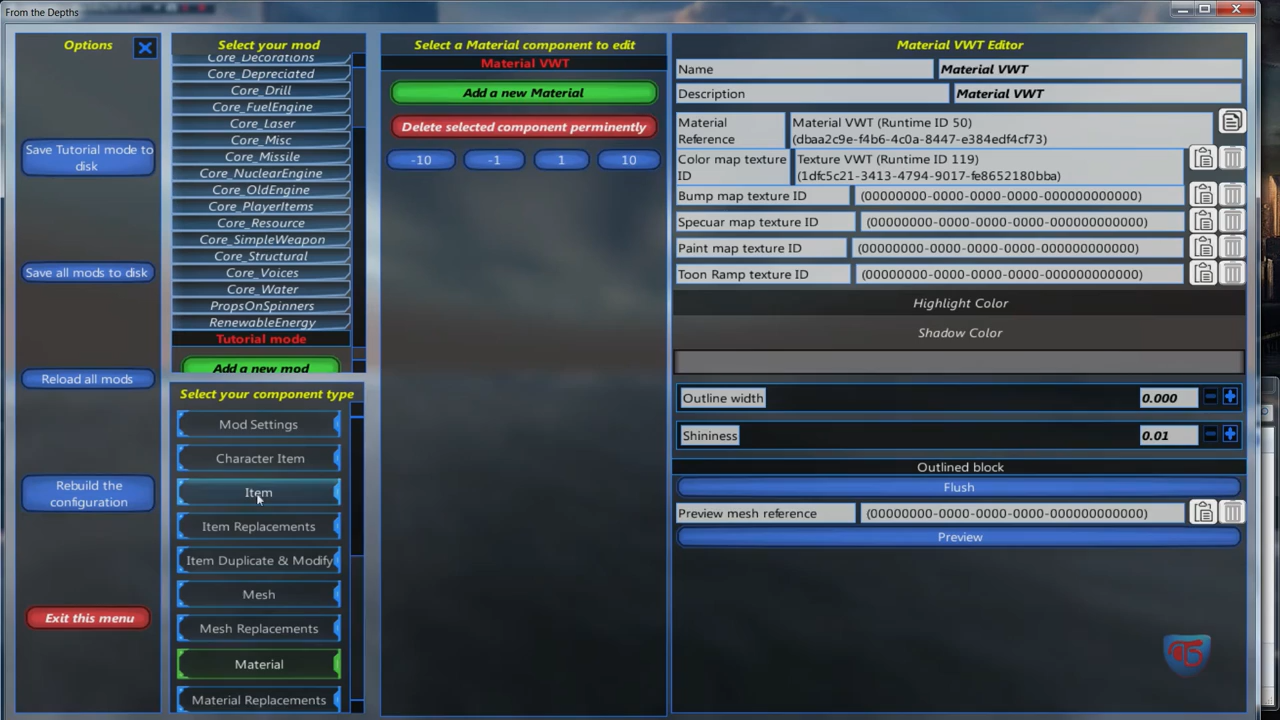 From the Depths
Options
Save Tutorial mode to
disk
Save all mods to disk
Reload all mods
Rebuild the
configuration
Exit this menu
Select your mod
Core_Decorations
Core_Depreciated
Core_Drill
Core_FuelEngine
Core_Laser
Core_Misc
Core_Missile
Core_NuclearEngine
Core_OldEngine
Core_PlayerItems
Core_Resource
Core_SimpleWeapon
Core_Structural
Core_Voices
Core_Water
PropsOnSpinners
RenewableEnergy
Tutorial mode
Add a new mod
Select your component type
Mod Settings
Character Item
Item
Item Replacements
Item Duplicate & Modify
Mesh
Mesh Replacements
Material
Material Replacements
Select a Material component to edit
Material VWT
Add a new Material
Delete selected component perminently
-10 -1 1 10
Material VWT Editor
Name Material VWT
Description Material VWT
Material
Reference
Material VWT (Runtime ID 50)
(dbaa2c9e-f4b6-4c0a-8447-e384edf4cf73)
Color map texture
ID
Texture VWT (Runtime ID 119)
(1dfc5c21-3413-4794-9017-fe8652180bba)
Bump map texture ID (00000000-0000-0000-0000-000000000000)
Specuar map texture ID (00000000-0000-0000-0000-000000000000)
Paint map texture ID (00000000-0000-0000-0000-000000000000)
Toon Ramp texture ID (00000000-0000-0000-0000-000000000000)
Highlight Color
Shadow Color
Outline width 0.000
Shininess 0.01
Outlined block
Flush
Preview mesh reference (00000000-0000-0000-0000-000000000000)
Preview